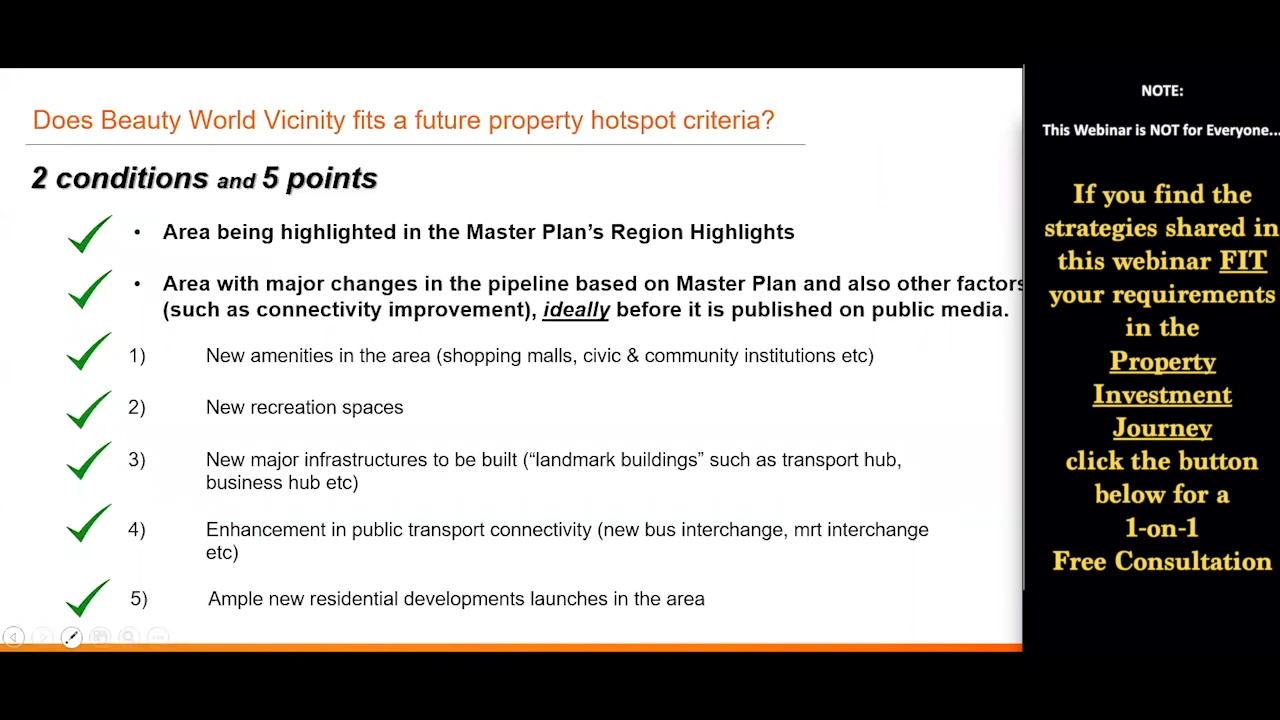 Does Beauty World Vicinity fits a future property hotspot criteria?
2 conditions and 5 points
• Area being highlighted in the Master Plan's Region Highlights
• Area with major changes in the pipeline based on Master Plan and also other factors
(such as connectivity improvement), ideally before it is published on public media.
1) New amenities in the area (shopping malls, civic & community institutions etc)
2) New recreation spaces
3) New major infrastructures to be built (“landmark buildings” such as transport hub,
business hub etc)
4) Enhancement in public transport connectivity (new bus interchange, mrt interchange
etc)
5) Ample new residential developments launches in the area
NOTE:
This Webinar is NOT for Everyone...
If you find the
strategies shared in
this webinar FIT
your requirements
in the
Property
Investment
Journey
click the button
below for a
1-on-1
Free Consultation